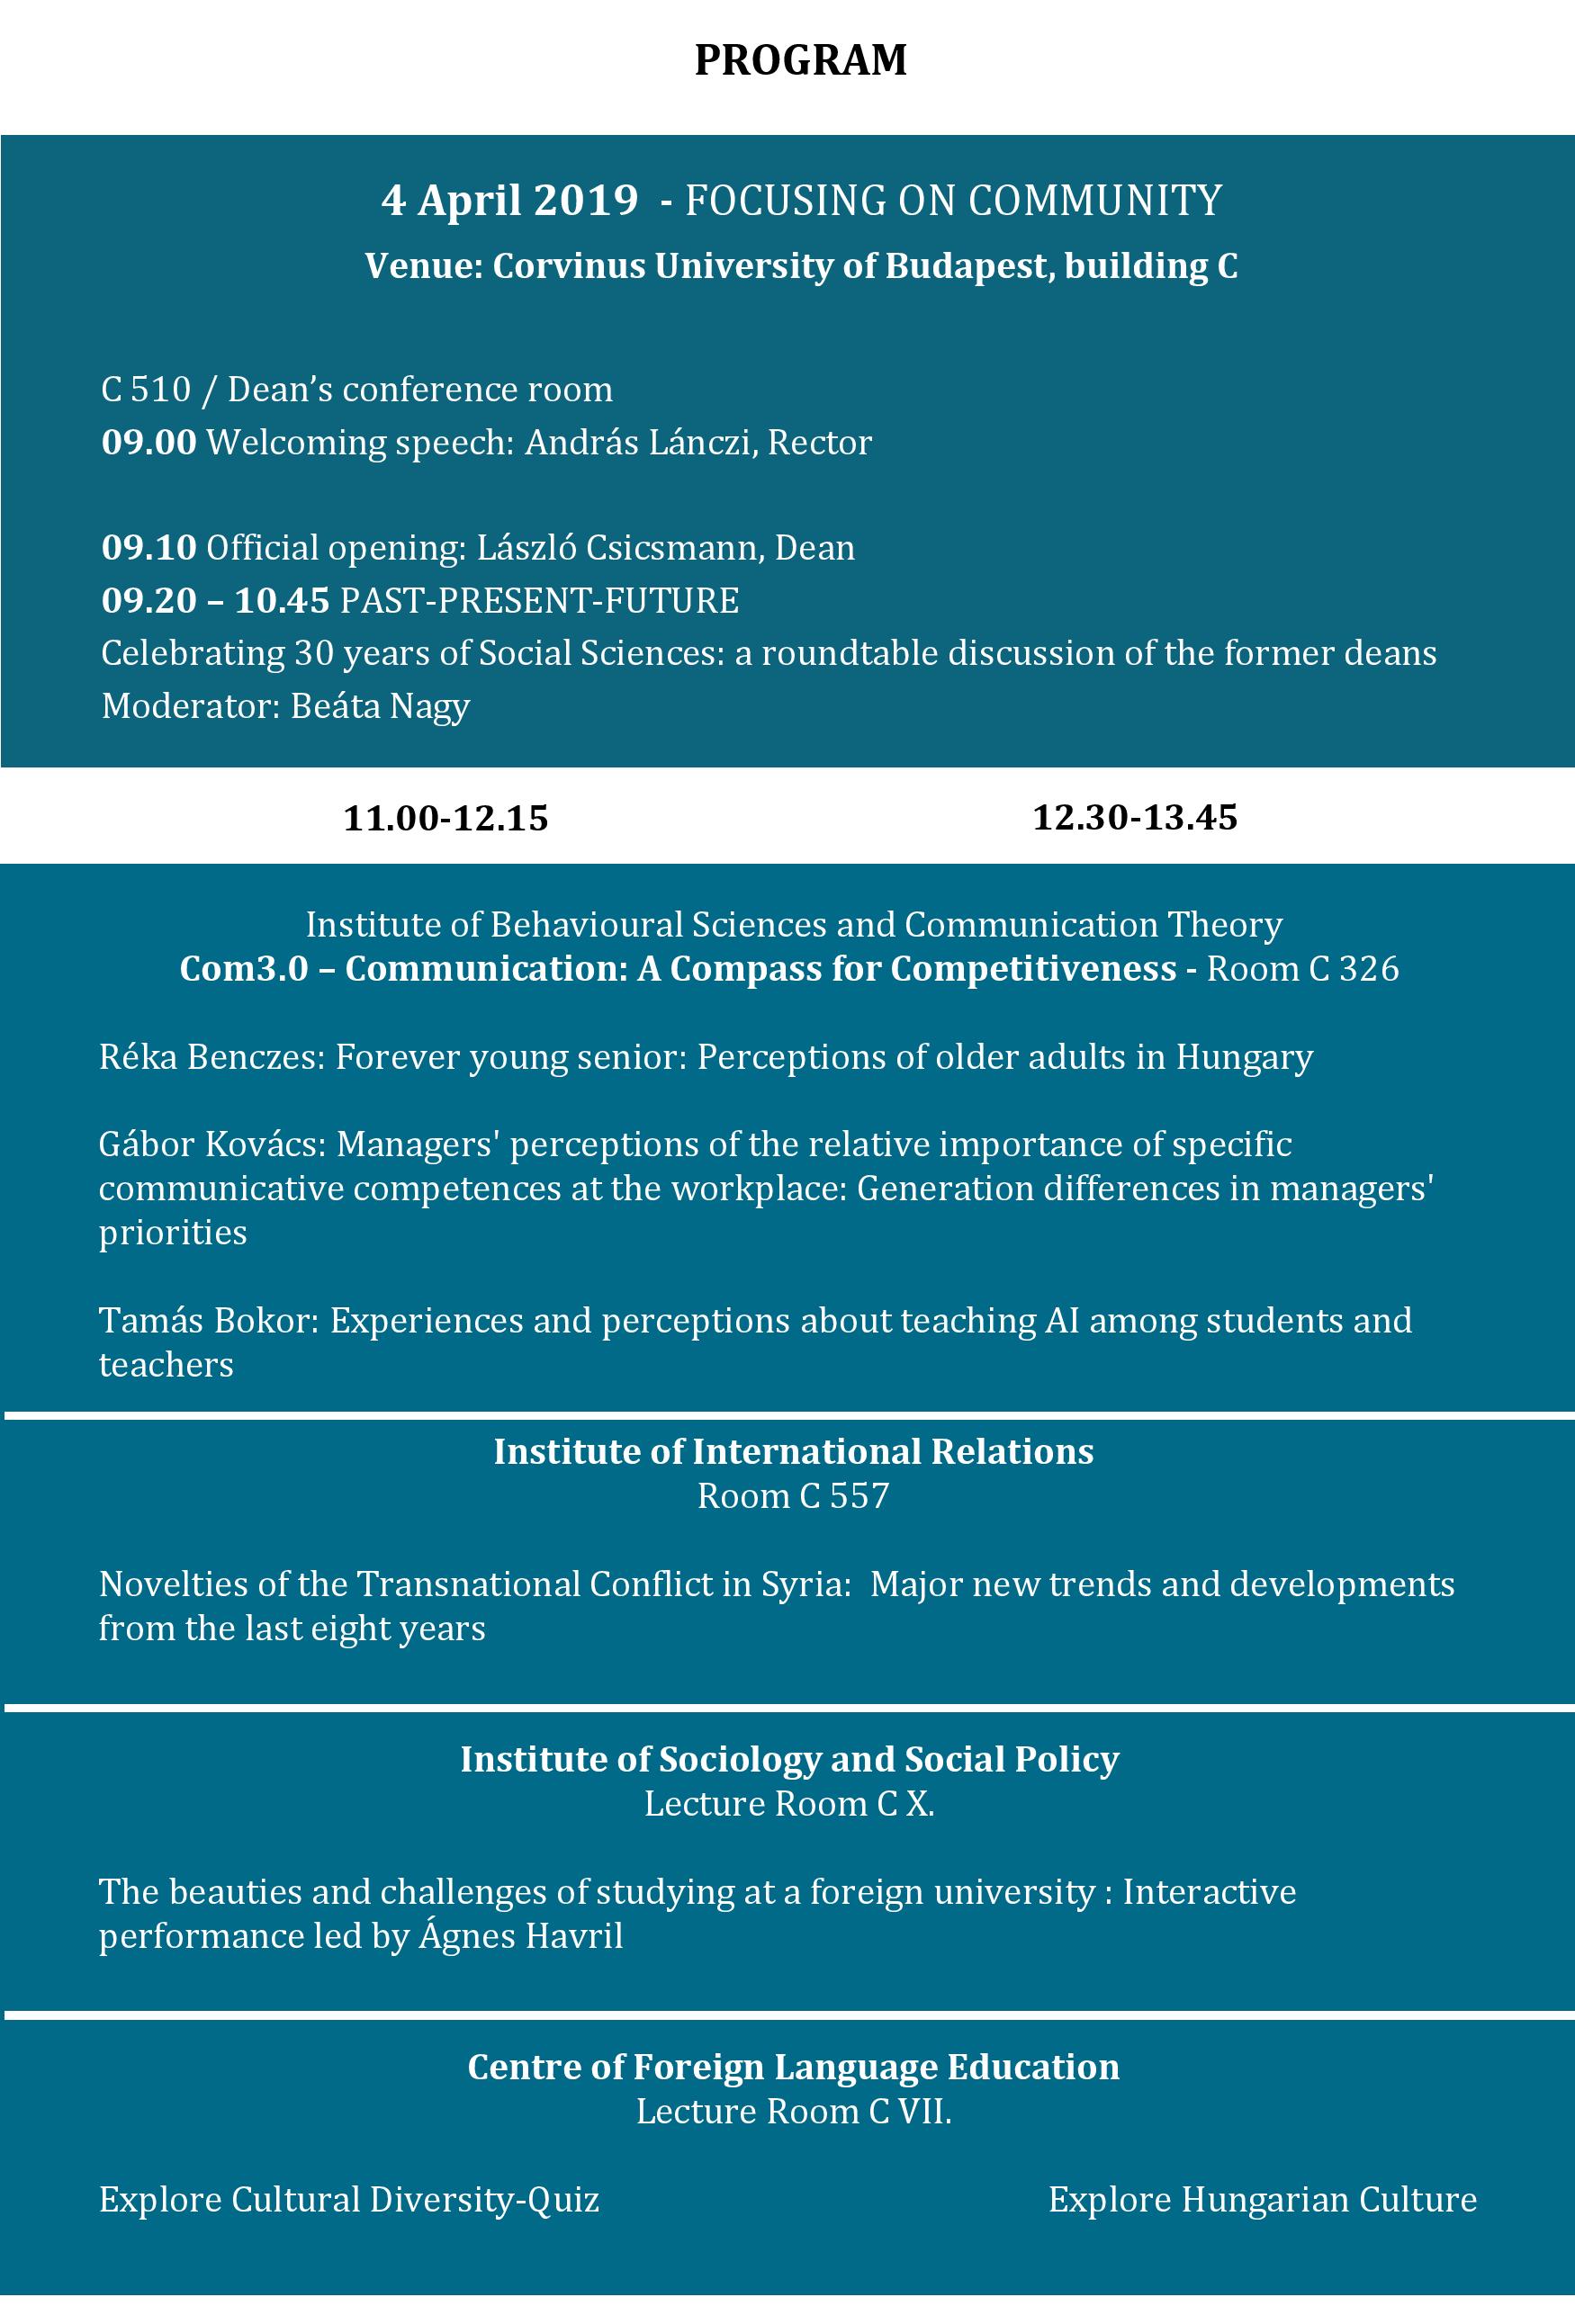 PROGRAM
4 April 2019 - FOCUSING ON COMMUNITY
Venue: Corvinus University of Budapest, building C
C 510 / Dean’s conference room
09.00 Welcoming speech: András Lánczi, Rector
09.10 Official opening: László Csicsmann, Dean
09.20 – 10.45 PAST-PRESENT-FUTURE
Celebrating 30 years of Social Sciences: a roundtable discussion of the former deans
Moderator: Beáta Nagy
11.00-12.15 12.30-13.45
Institute of Behavioural Sciences and Communication Theory
Com3.0 – Communication: A Compass for Competitiveness - Room C 326
Réka Benczes: Forever young senior: Perceptions of older adults in Hungary
Gábor Kovács: Managers' perceptions of the relative importance of specific
communicative competences at the workplace: Generation differences in managers'
priorities
Tamás Bokor: Experiences and perceptions about teaching AI among students and
teachers
Institute of International Relations
Room C 557
Novelties of the Transnational Conflict in Syria: Major new trends and developments
from the last eight years
Institute of Sociology and Social Policy
Lecture Room C X.
The beauties and challenges of studying at a foreign university : Interactive
performance led by Ágnes Havril
Centre of Foreign Language Education
Lecture Room C VII.
Explore Cultural Diversity-Quiz Explore Hungarian Culture